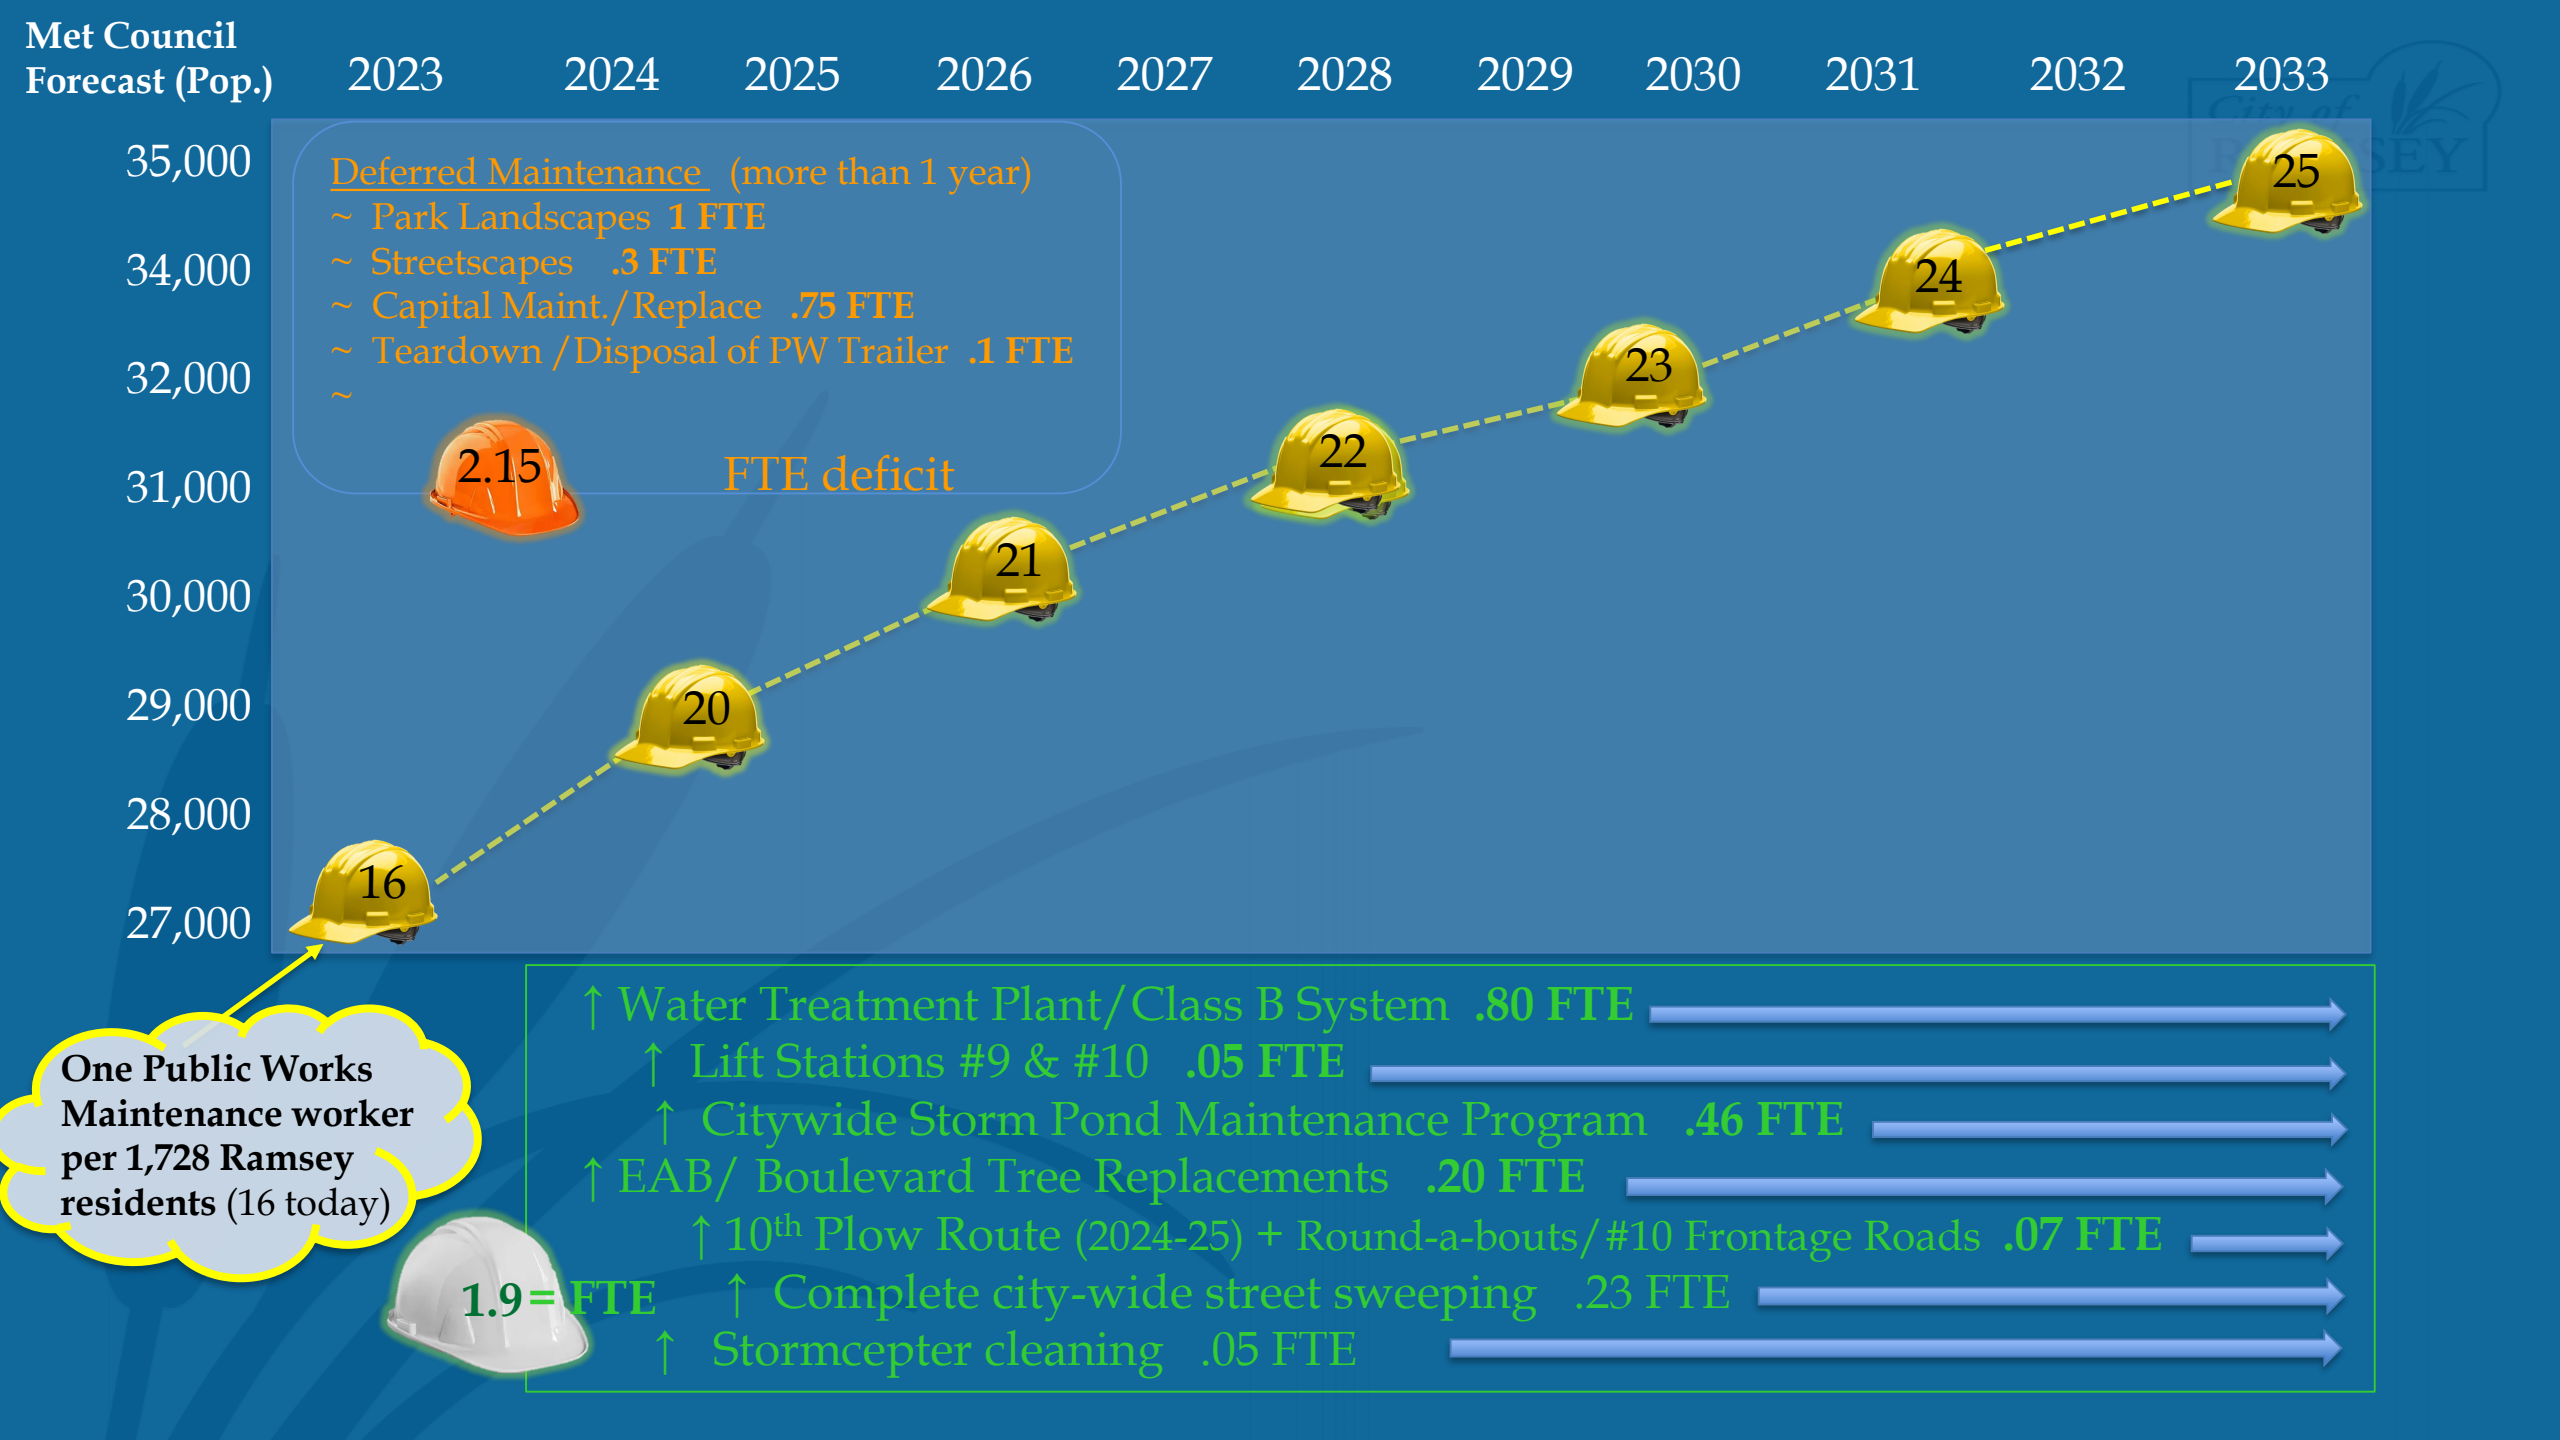 Met Council
Forecast (Pop.)
2023 2024 2025 2026 2027 2028 2029 2030 2031 2032 2033
City of
35,000
34,000
32,000
31,000
30,000
29,000
28,000
27,000
Deferred Maintenance (more than 1 year)
~ Park Landscapes 1 FTE
~ Streetscapes .3 FTE
~ Capital Maint./Replace .75 FTE
~ Teardown /Disposal of PW Trailer .1 FTE
~
2.15 FTE deficit
16
20
21
22
23
24
25
One Public Works
Maintenance worker
per 1,728 Ramsey
residents (16 today)
1.9 = FTE
↑ Water Treatment Plant/Class B System .80 FTE
↑ Lift Stations #9 & #10 .05 FTE
↑ Citywide Storm Pond Maintenance Program .46 FTE
↑ EAB/ Boulevard Tree Replacements .20 FTE
↑ 10th Plow Route (2024-25) + Round-a-bouts/#10 Frontage Roads .07 FTE
↑ Complete city-wide street sweeping .23 FTE
↑ Stormcepter cleaning .05 FTE